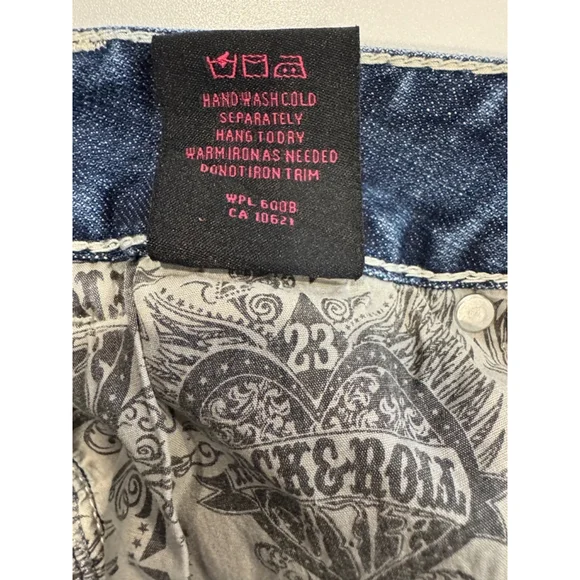 HAND WASH COLD
SEPARATELY
HANG TO DRY
WARM IRON AS NEEDED
DO NOT IRON TRIM
WPL 6008
CA 10621
23
ROCK & ROLL